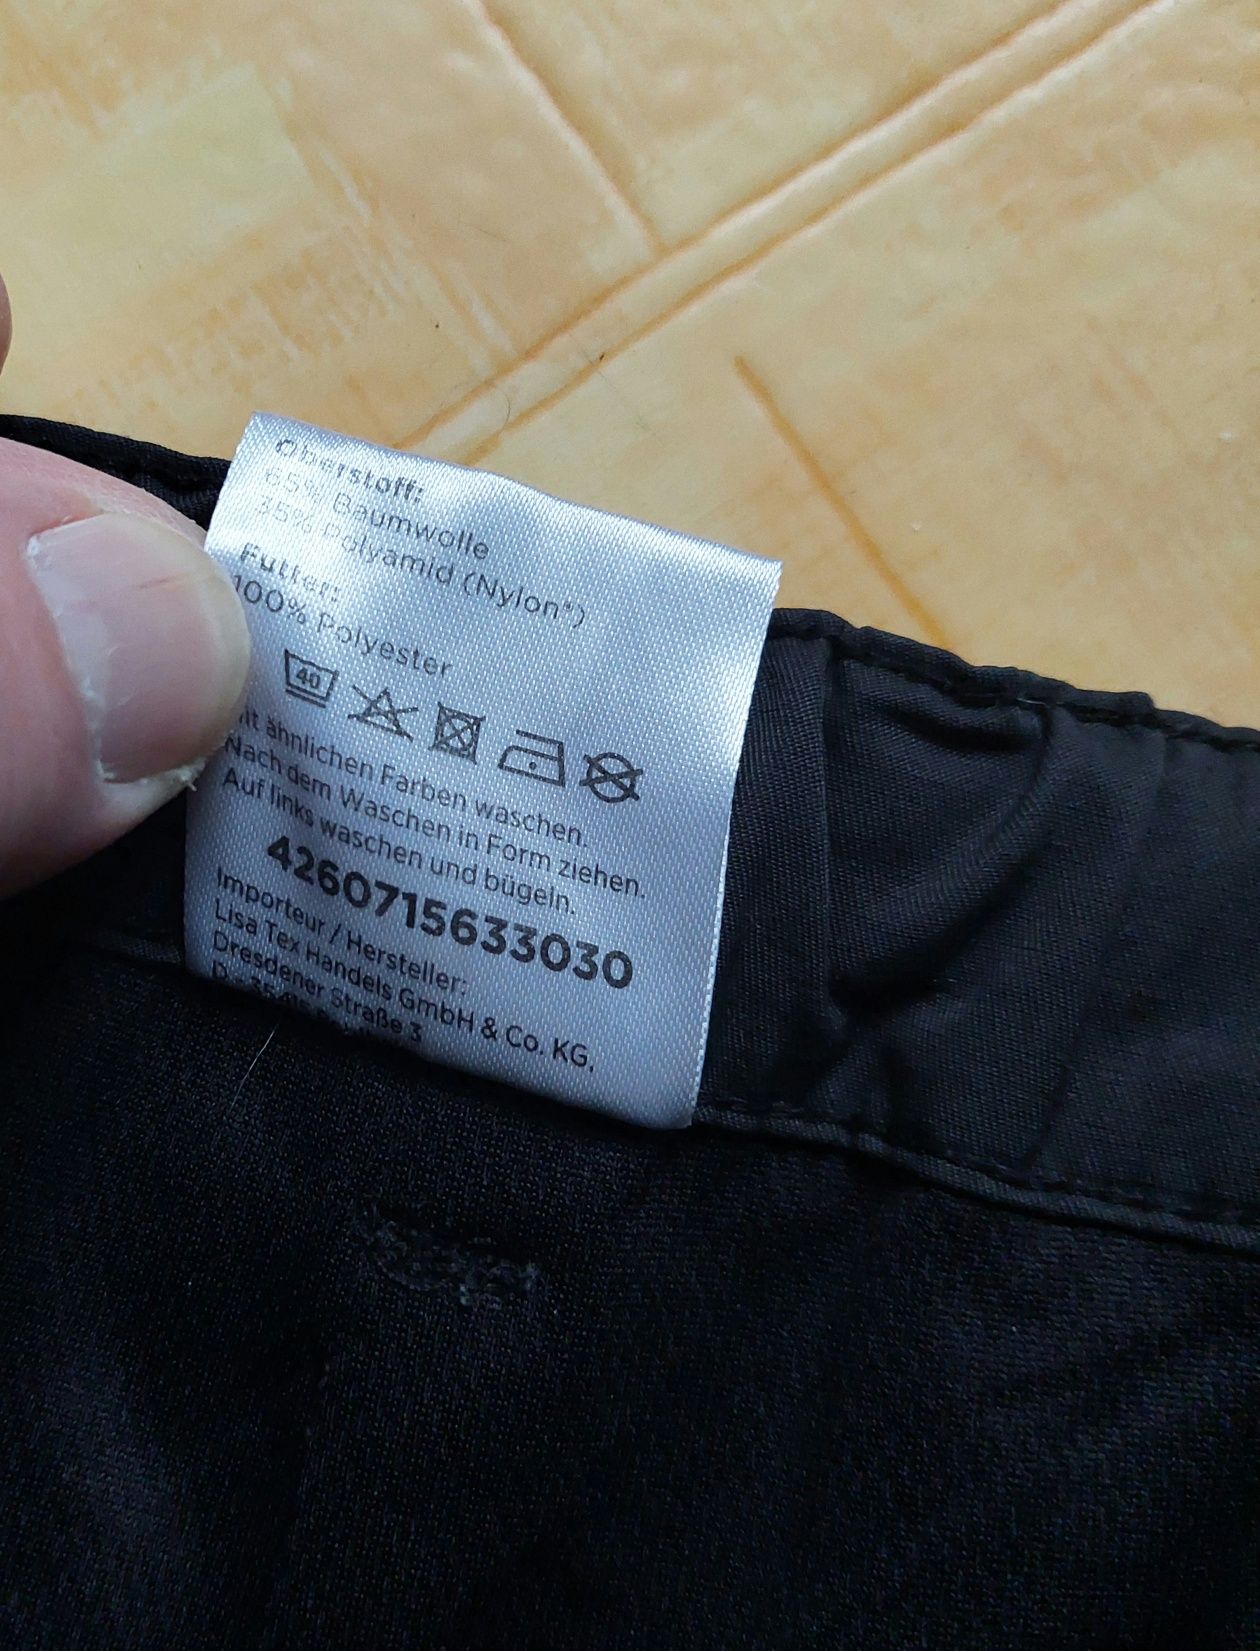 Oberstoff:
65% Baumwolle
35% Polyamid (Nylon*)
Futter:
100% Polyester
40
ähnlichen Farben waschen.
Nach dem Waschen in Form ziehen.
Auf links waschen und bügeln.
4260715633030
Importeur / Hersteller:
Lisa Tex Handels GmbH & Co. KG,
Dresdener Straße 3